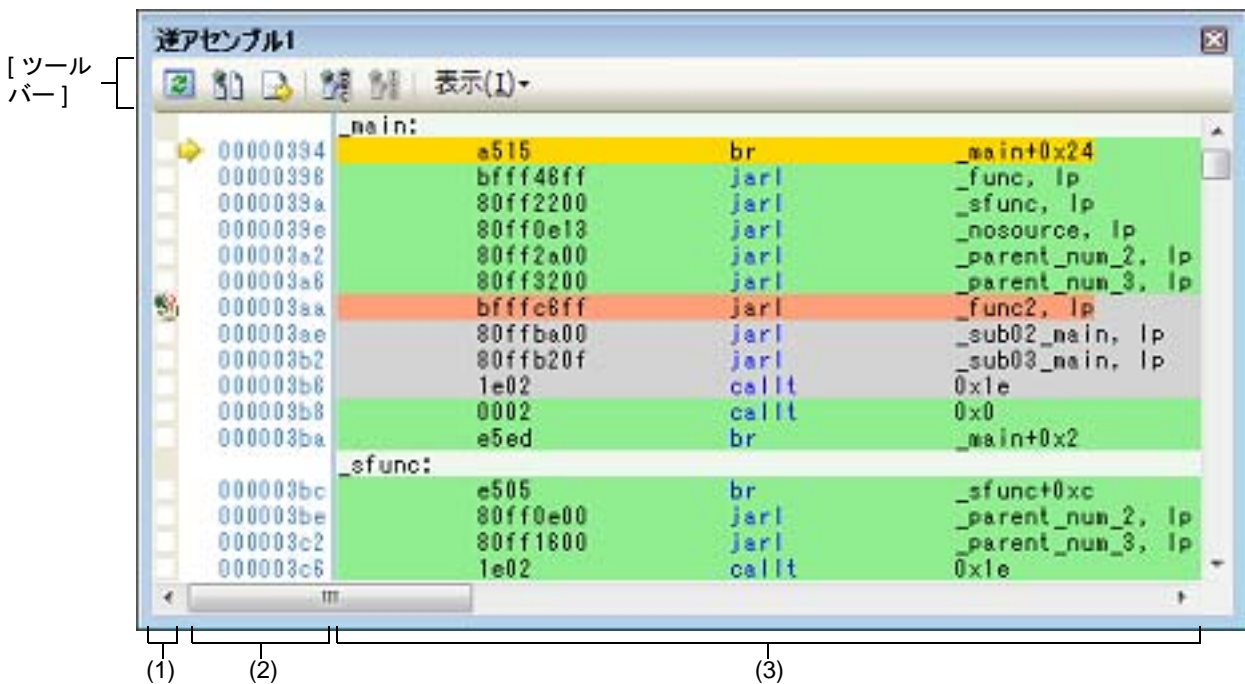 逆アセンブル1
[ ツール
バー ]
表示(I)
_main:
00000394 a515 br _main+0x24
00000396 bfff46ff jarl _func, lp
0000039a 80ff2200 jarl _sfunc, lp
0000039e 80ff0e13 jarl _nosource, lp
000003a2 80ff2a00 jarl _parent_num_2, lp
000003a6 80ff3200 jarl _parent_num_3, lp
000003aa bfffc6ff jarl _func2, lp
000003ae 80ffba00 jarl _sub02_main, lp
000003b2 80ffb20f jarl _sub03_main, lp
000003b6 1e02 callt 0x1e
000003b8 0002 callt 0x0
000003ba e5ed br _main+0x2
_sfunc:
000003bc e505 br _sfunc+0xc
000003be 80ff0e00 jarl _parent_num_2, lp
000003c2 80ff1600 jarl _parent_num_3, lp
000003c6 1e02 callt 0x1e
(1) (2) (3)